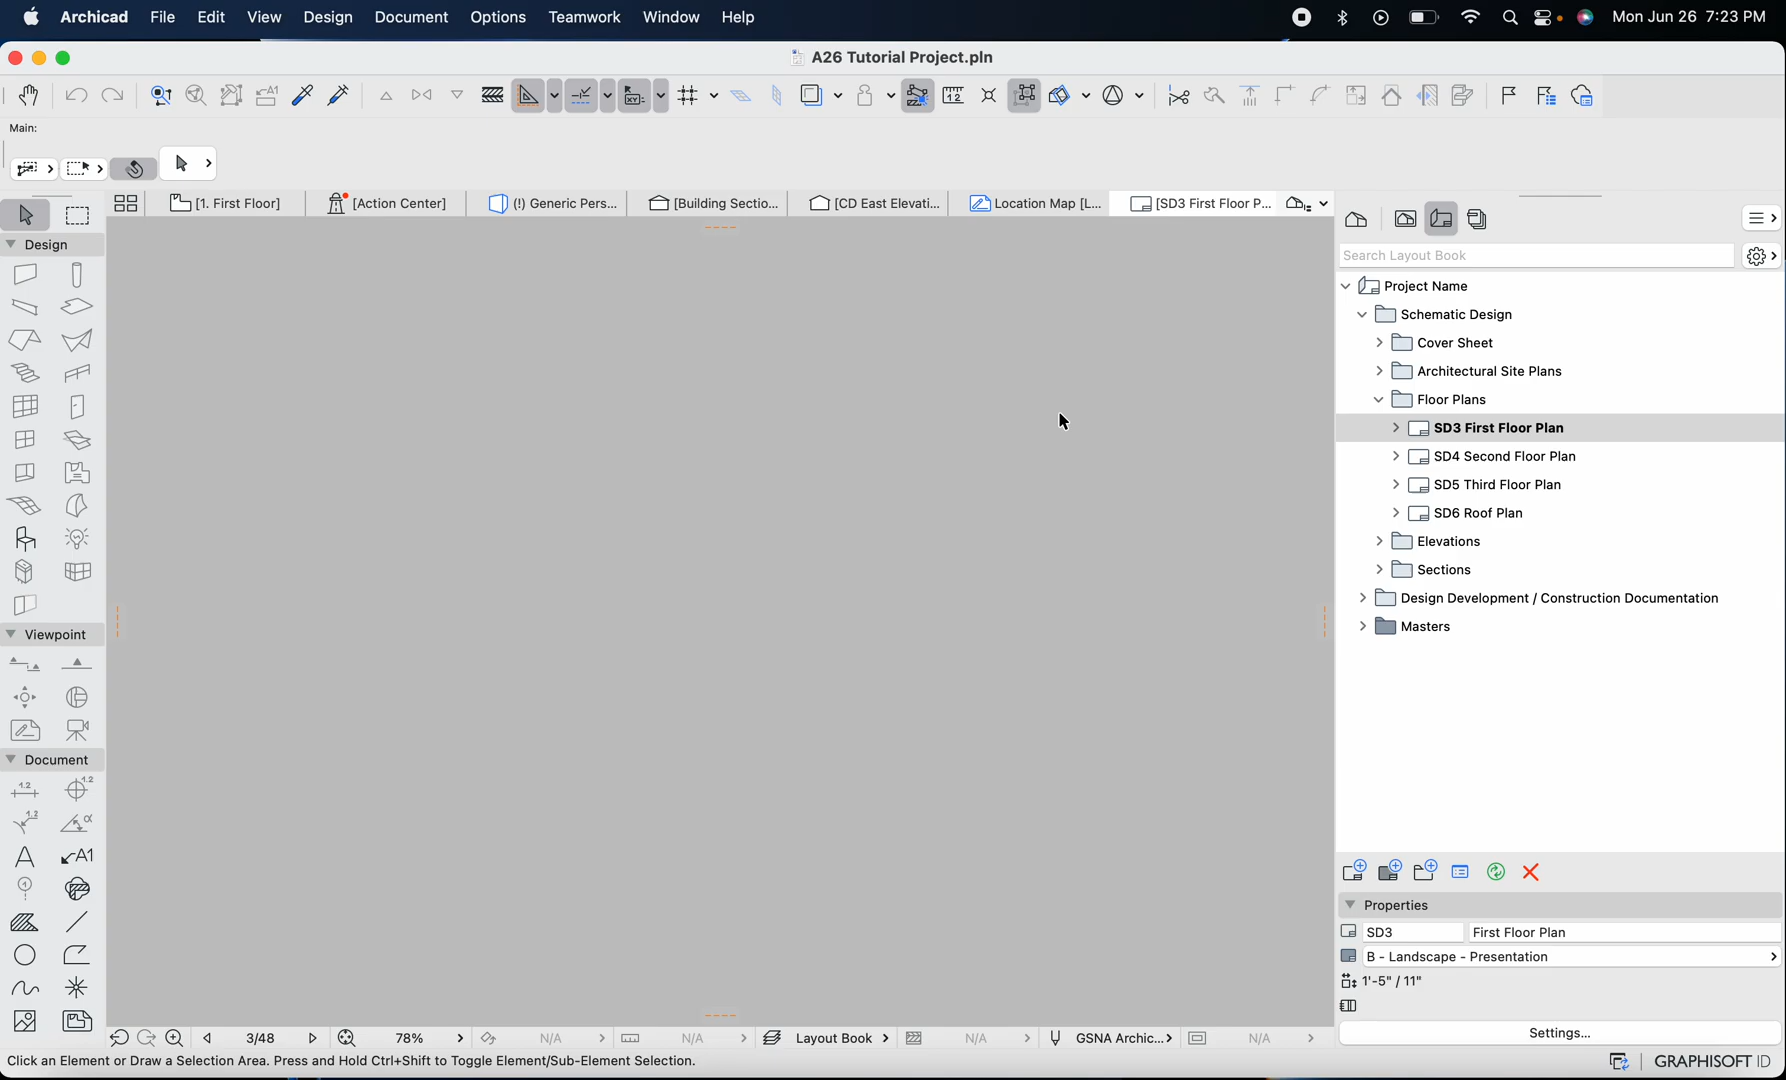 Archicad File Edit View Design Document Options Teamwork Window Help Mon Jun 26 7:23 PM
A26 Tutorial Project.pln
Main:
[1. First Floor] [Action Center] (!) Generic Pers... [Building Sectio... [CD East Elevati... Location Map [L... [SD3 First Floor P...
Design
Viewpoint
Document
Search Layout Book
Project Name
Schematic Design
Cover Sheet
Architectural Site Plans
Floor Plans
SD3 First Floor Plan
SD4 Second Floor Plan
SD5 Third Floor Plan
SD6 Roof Plan
Elevations
Sections
Design Development / Construction Documentation
Masters
Properties
SD3 First Floor Plan
B - Landscape - Presentation
1'-5" / 11"
Settings...
3/48 78% N/A N/A Layout Book N/A GSNA Archic... N/A
Click an Element or Draw a Selection Area. Press and Hold Ctrl+Shift to Toggle Element/Sub-Element Selection.
GRAPHISOFT ID